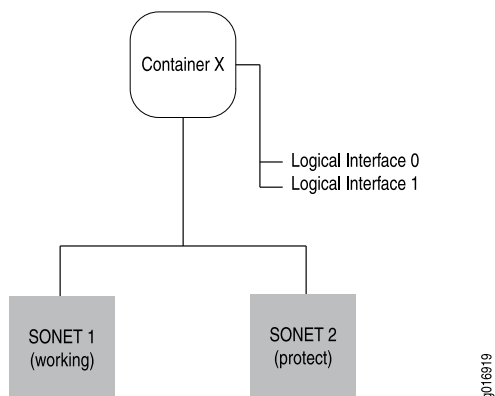 Container X
Logical Interface 0
Logical Interface 1
SONET 1
(working)
SONET 2
(protect)
g016919